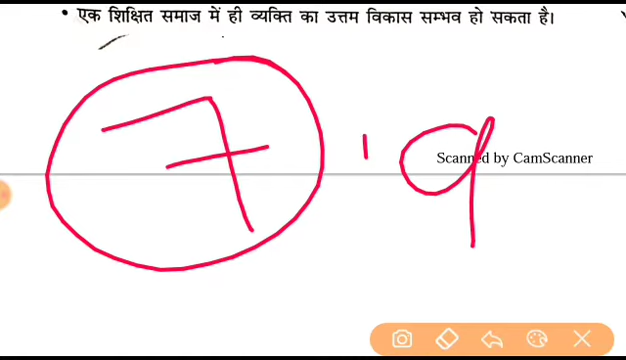 • एक शिक्षित समाज में ही व्यक्ति का उत्तम विकास सम्भव हो सकता है।
7 ' 9
Scanned by CamScanner